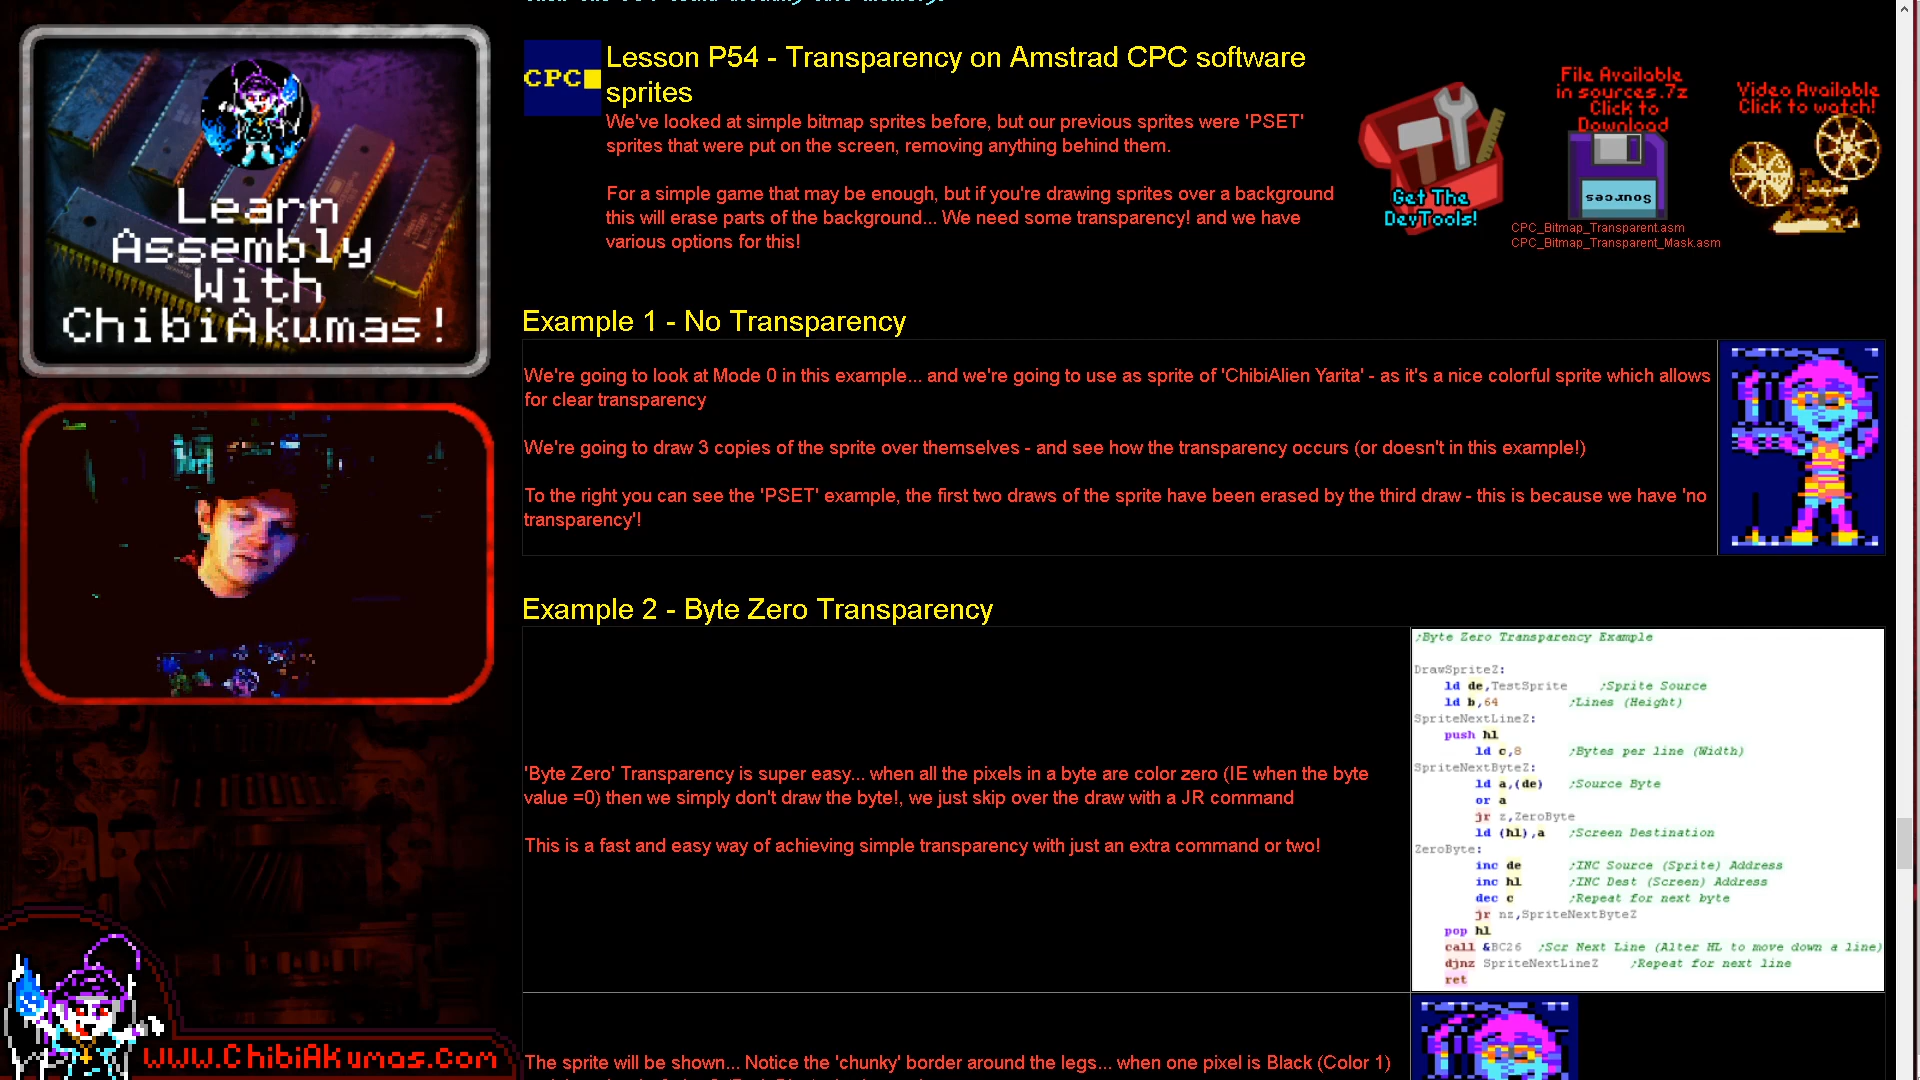 Learn
Assembly
With
ChibiAkumas!
www.ChibiAkumas.com
CPC
Lesson P54 - Transparency on Amstrad CPC software
sprites
We've looked at simple bitmap sprites before, but our previous sprites were 'PSET'
sprites that were put on the screen, removing anything behind them.
For a simple game that may be enough, but if you're drawing sprites over a background
this will erase parts of the background... We need some transparency! and we have
various options for this!
Get The
DevTools!
File Available
in sources.7z
Click to
Download
Sources
CPC_Bitmap_Transparent.asm
CPC_Bitmap_Transparent_Mask.asm
Video Available
Click to watch!
Example 1 - No Transparency
We're going to look at Mode 0 in this example... and we're going to use as sprite of 'ChibiAlien Yarita' - as it's a nice colorful sprite which allows
for clear transparency
We're going to draw 3 copies of the sprite over themselves - and see how the transparency occurs (or doesn't in this example!)
To the right you can see the 'PSET' example, the first two draws of the sprite have been erased by the third draw - this is because we have 'no
transparency'!
Example 2 - Byte Zero Transparency
'Byte Zero' Transparency is super easy... when all the pixels in a byte are color zero (IE when the byte
value =0) then we simply don't draw the byte!, we just skip over the draw with a JR command
This is a fast and easy way of achieving simple transparency with just an extra command or two!
;Byte Zero Transparency Example
DrawSpriteZ:
ld de,TestSprite ;Sprite Source
ld b,64 ;Lines (Height)
SpriteNextLineZ:
push hl
ld c,8 ;Bytes per line (Width)
SpriteNextByteZ:
ld a,(de) ;Source Byte
or a
jr z,ZeroByte
ld (hl),a ;Screen Destination
ZeroByte:
inc de ;INC Source (Sprite) Address
inc hl ;INC Dest (Screen) Address
dec c ;Repeat for next byte
jr nz,SpriteNextByteZ
pop hl
call &BC26 ;Scr Next Line (Alter HL to move down a line)
djnz SpriteNextLineZ ;Repeat for next line
ret
The sprite will be shown... Notice the 'chunky' border around the legs... when one pixel is Black (Color 1)